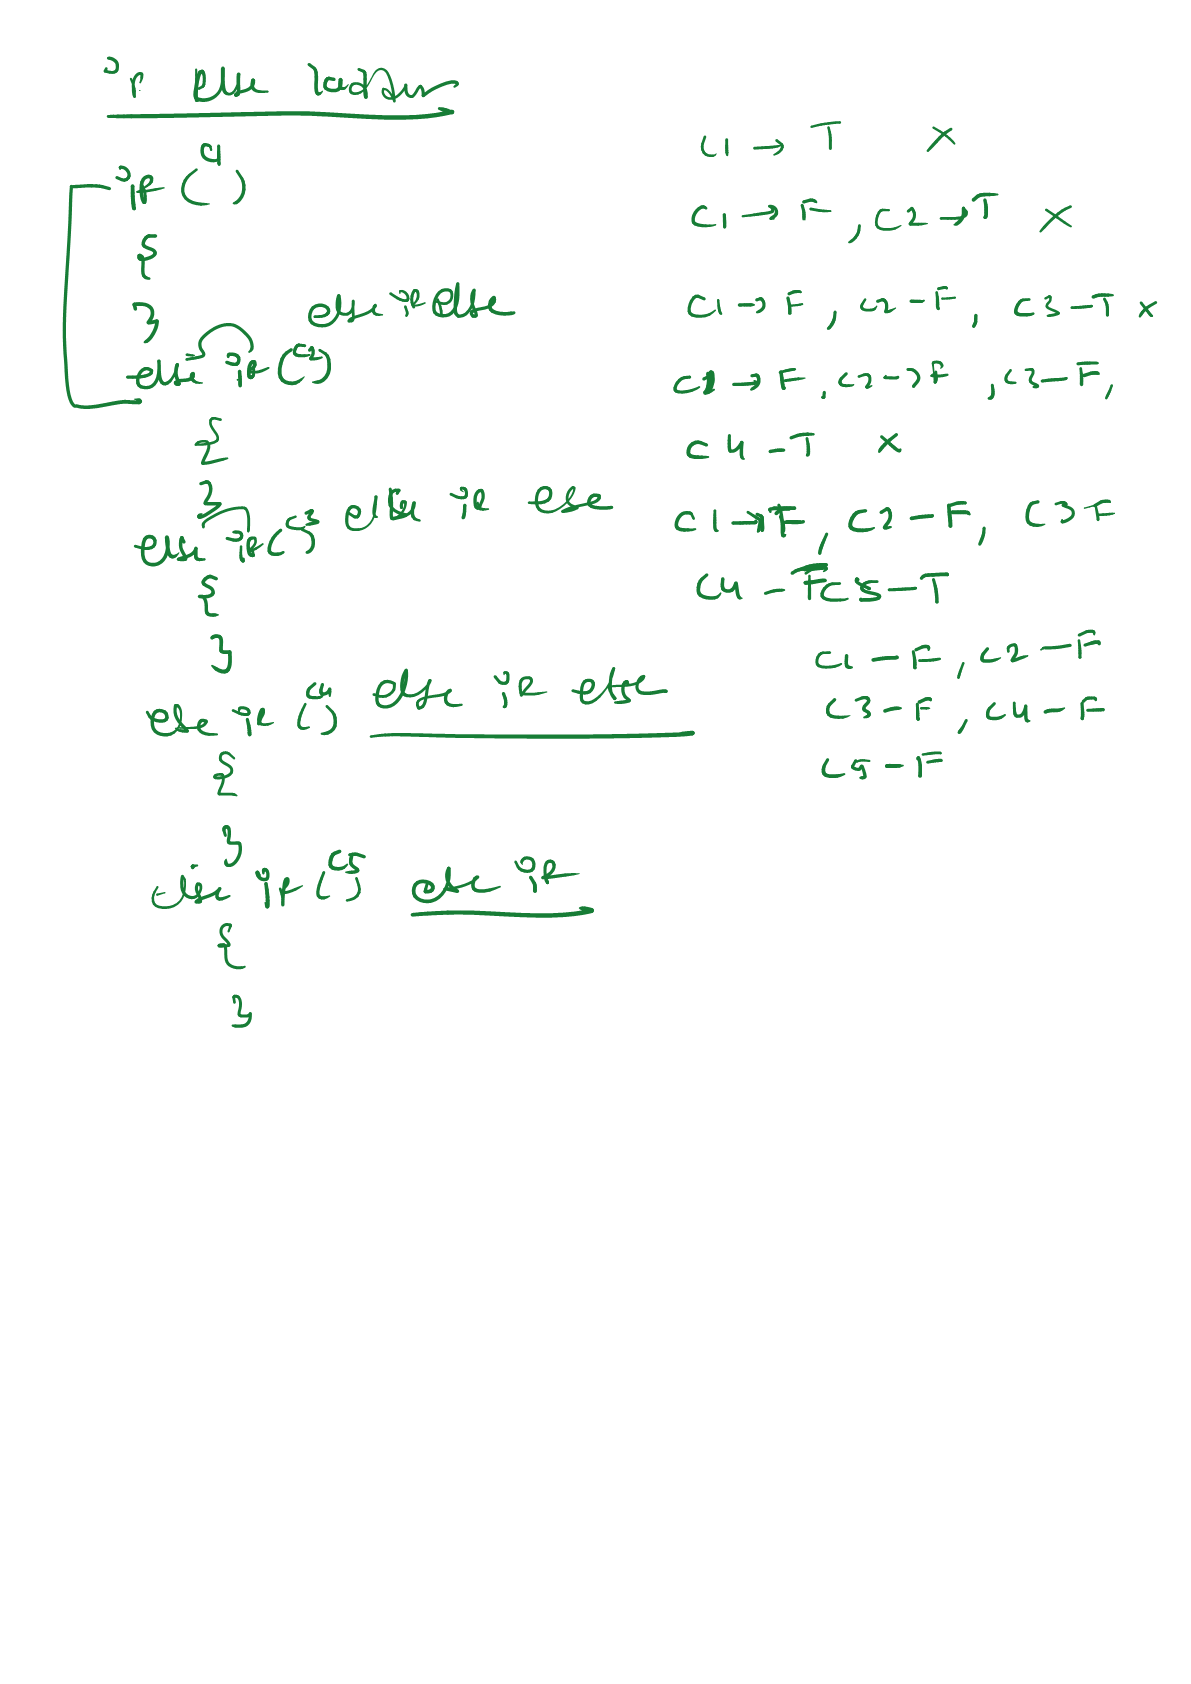 if else ladder
if (C1)
{
}
else if else
else if (C2)
{
}
else if (C3) else if else
{
}
else if (C4) else if else
{
}
else if (C5) else if
{
}
C1 → T ×
C1 → F , C2 → T ×
C1 → F , C2 - F , C3 - T ×
C1 → F , C2 -> F , C3 - F ,
C4 - T ×
C1 → F , C2 - F , C3 F
C4 - F C5 - T
C1 - F , C2 - F
C3 - F , C4 - F
C5 - F